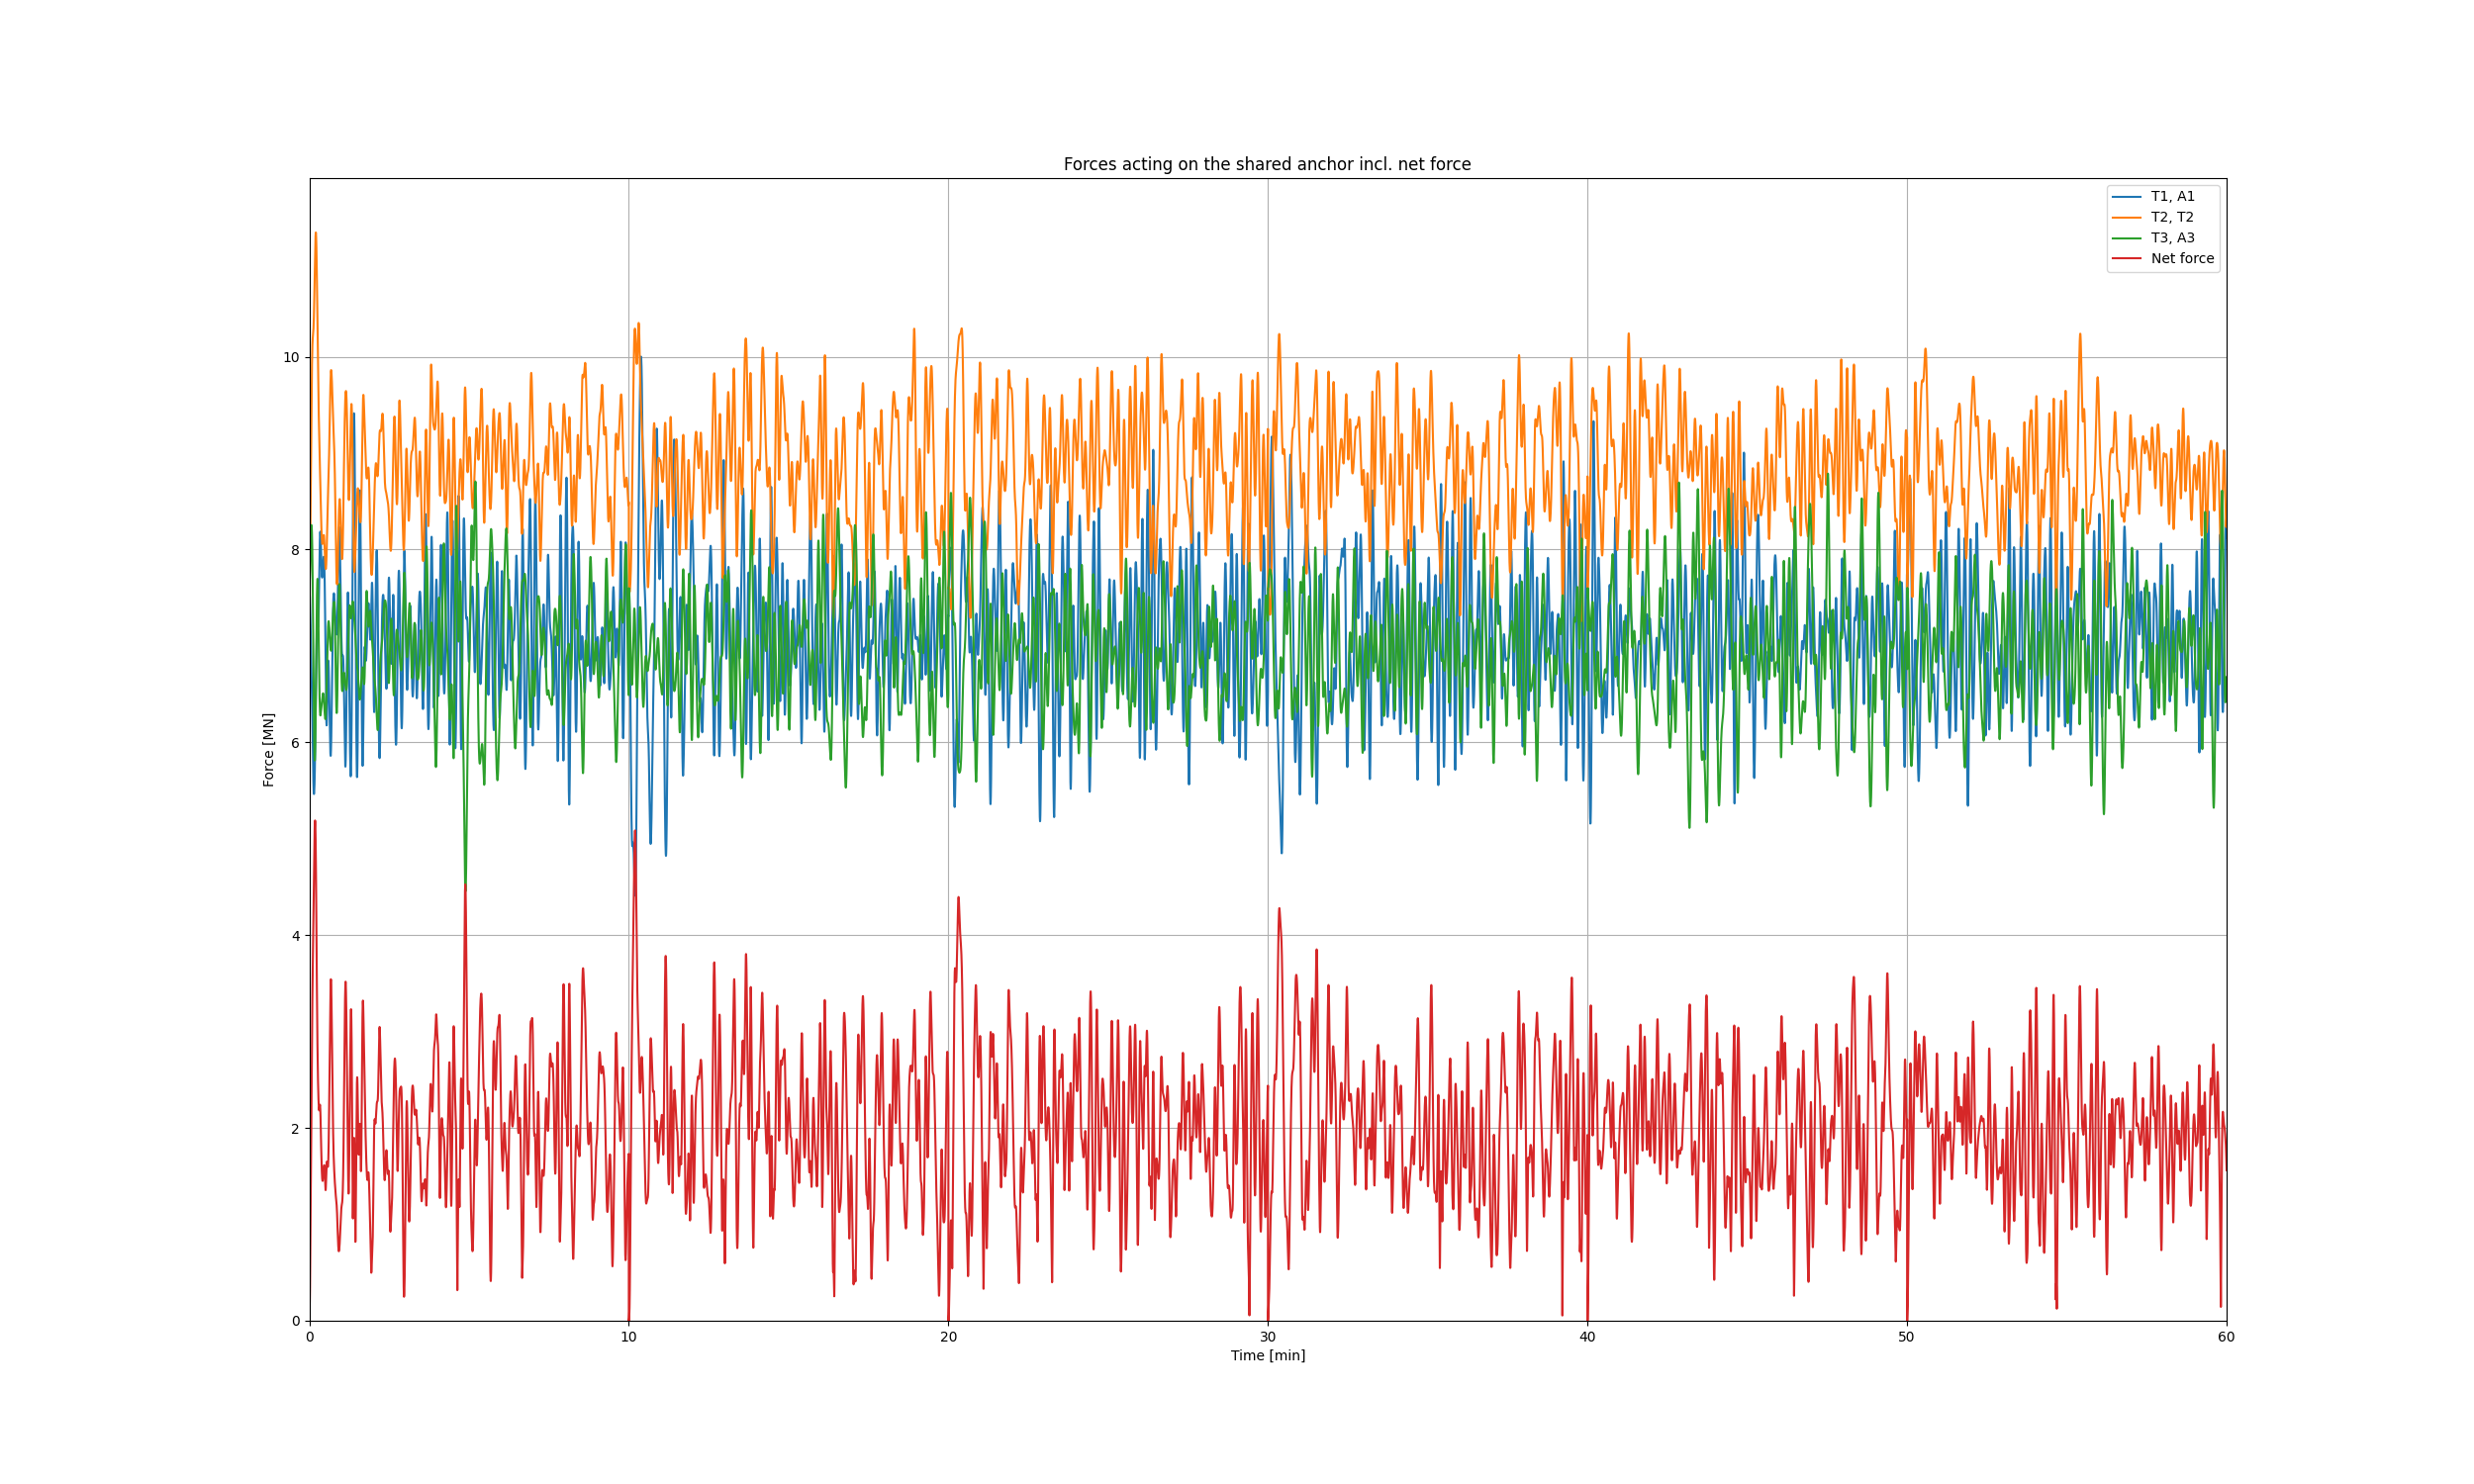 Forces acting on the shared anchor incl. net force
T1, A1
T2, T2
T3, A3
Net force
Force [MN]
10
8
6
4
2
0
0 10 20 30 40 50 60
Time [min]